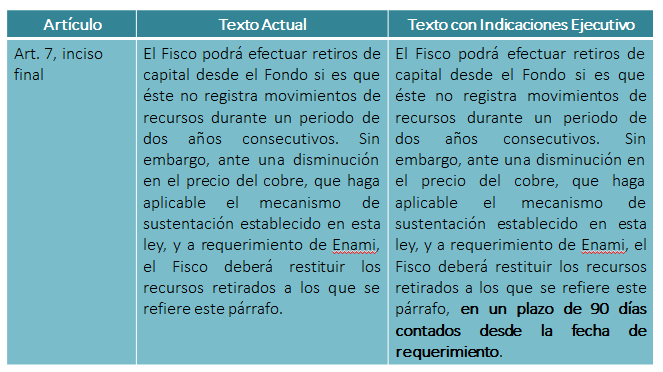 Artículo
Texto Actual
Texto con Indicaciones Ejecutivo
Art. 7, inciso
final
El Fisco podrá efectuar retiros de
capital desde el Fondo si es que
éste no registra movimientos de
recursos durante un periodo de
dos años consecutivos. Sin
embargo, ante una disminución
en el precio del cobre, que haga
aplicable el mecanismo de
sustentación establecido en esta
ley, y a requerimiento de Enami,
el Fisco deberá restituir los
recursos retirados a los que se
refiere este párrafo.
El Fisco podrá efectuar retiros de
capital desde el Fondo si es que
éste no registra movimientos de
recursos durante un periodo de
dos años consecutivos. Sin
embargo, ante una disminución en
el precio del cobre, que haga
aplicable el mecanismo de
sustentación establecido en esta
ley, y a requerimiento de Enami, el
Fisco deberá restituir los recursos
retirados a los que se refiere este
párrafo, en un plazo de 90 días
contados desde la fecha de
requerimiento.